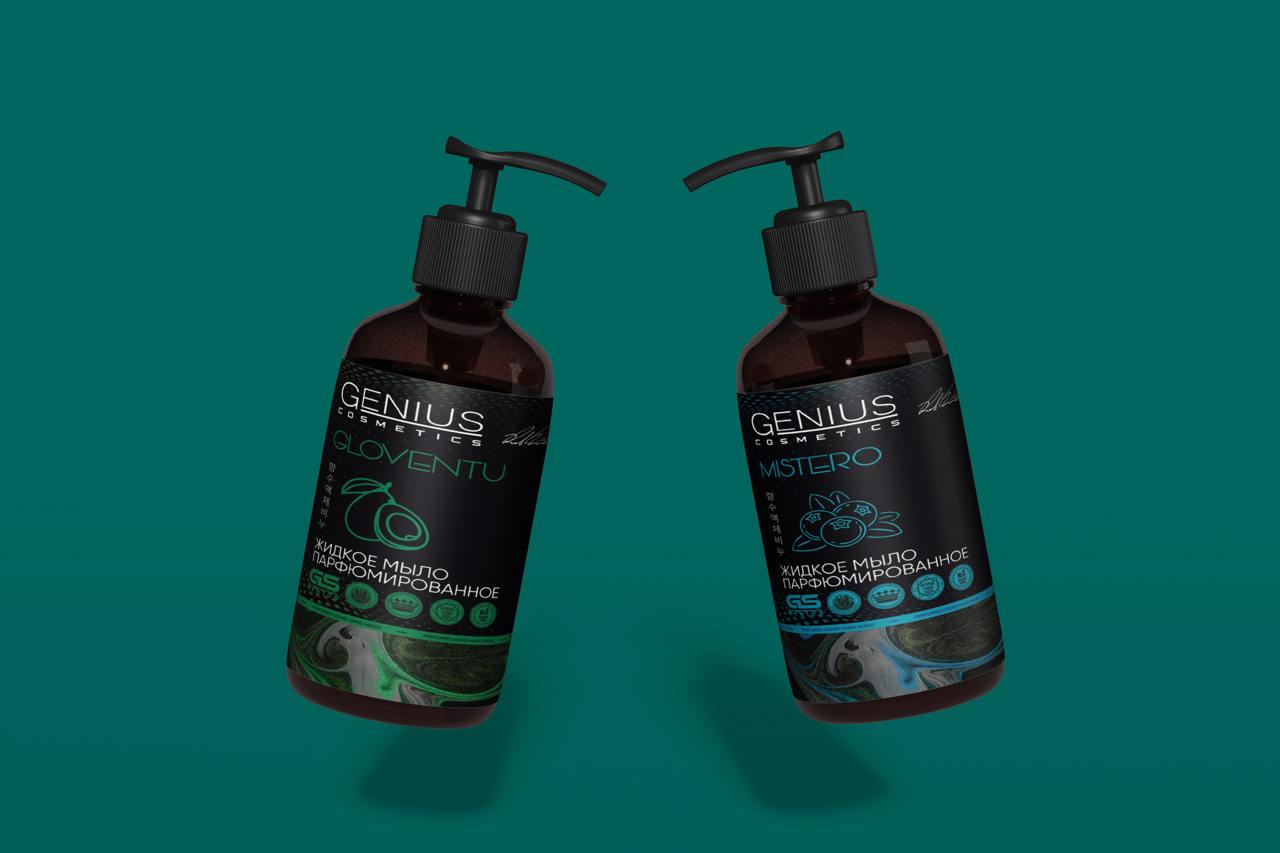 GENIUS
COSMETICS
GLOVENTU
향수액체비누
ЖИДКОЕ МЫЛО
ПАРФЮМИРОВАННОЕ
GS
GENIUS
COSMETICS
MISTERO
향수액체비누
ЖИДКОЕ МЫЛО
ПАРФЮМИРОВАННОЕ
GS